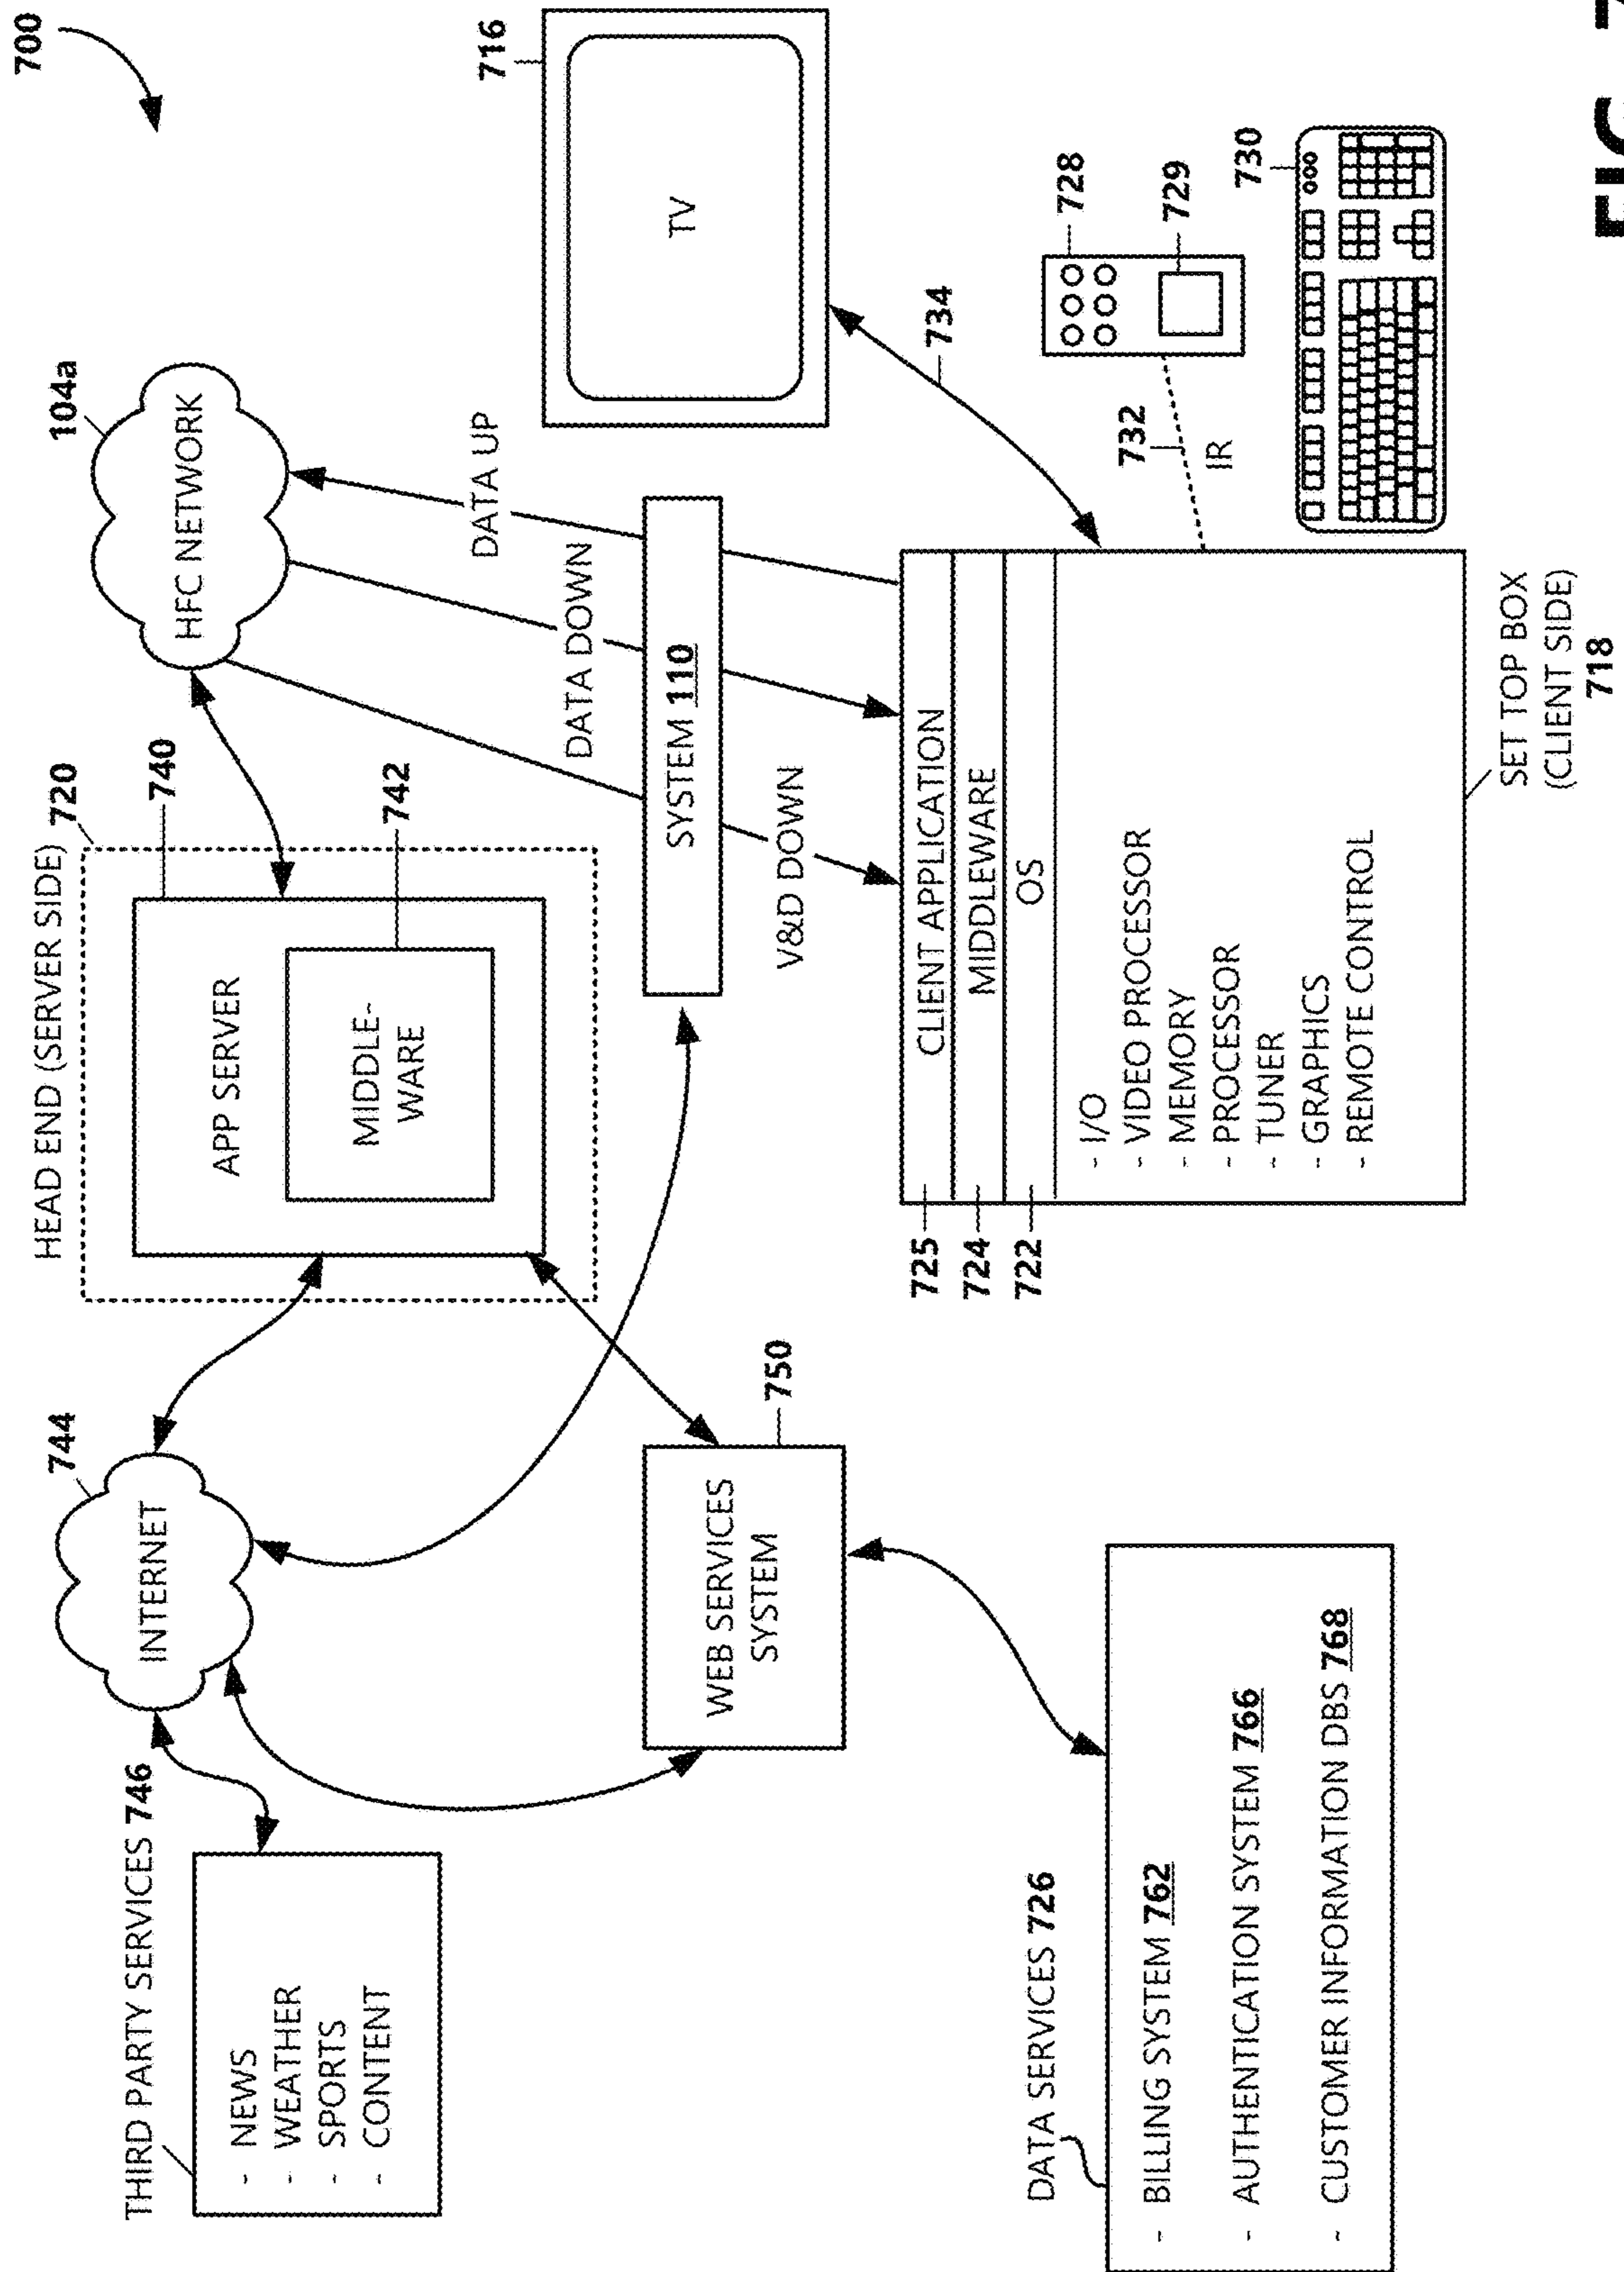 700
THIRD PARTY SERVICES 746
- NEWS
- WEATHER
- SPORTS
- CONTENT
744
INTERNET
HEAD END (SERVER SIDE)
720
740
APP SERVER
742
MIDDLE-
WARE
104a
HFC NETWORK
716
TV
DATA UP
DATA DOWN
SYSTEM 110
V&D DOWN
WEB SERVICES
SYSTEM
750
734
DATA SERVICES 726
- BILLING SYSTEM 762
- AUTHENTICATION SYSTEM 766
- CUSTOMER INFORMATION DBS 768
725
CLIENT APPLICATION
724
MIDDLEWARE
722
OS
- I/O
- VIDEO PROCESSOR
- MEMORY
- PROCESSOR
- TUNER
- GRAPHICS
- REMOTE CONTROL
728
729
732
IR
730
SET TOP BOX
(CLIENT SIDE)
718